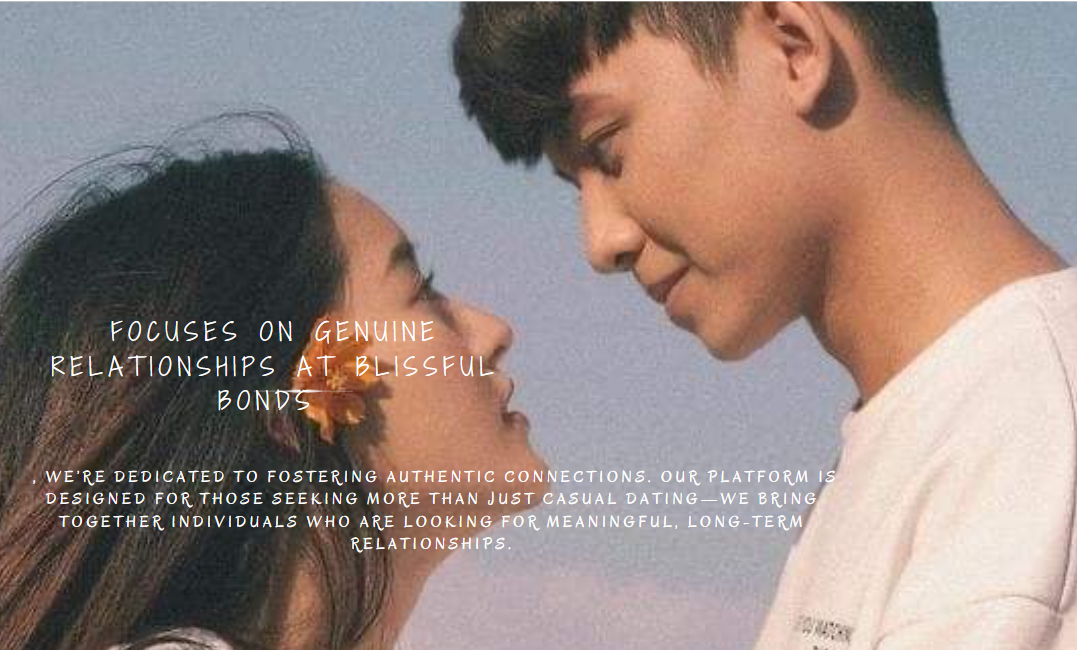 FOCUSES ON GENUINE
RELATIONSHIPS AT BLISSFUL
BONDS
, WE'RE DEDICATED TO FOSTERING AUTHENTIC CONNECTIONS. OUR PLATFORM IS
DESIGNED FOR THOSE SEEKING MORE THAN JUST CASUAL DATING—WE BRING
TOGETHER INDIVIDUALS WHO ARE LOOKING FOR MEANINGFUL, LONG-TERM
RELATIONSHIPS.